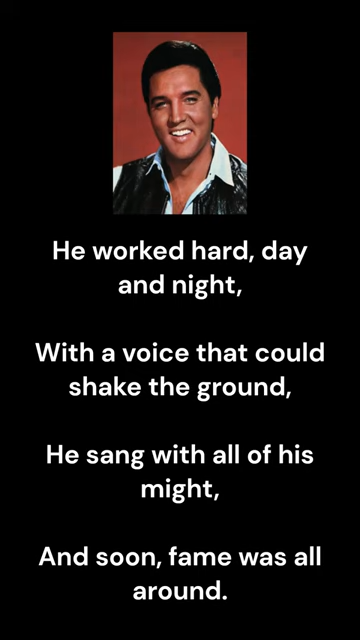 He worked hard, day
and night,
With a voice that could
shake the ground,
He sang with all of his
might,
And soon, fame was all
around.